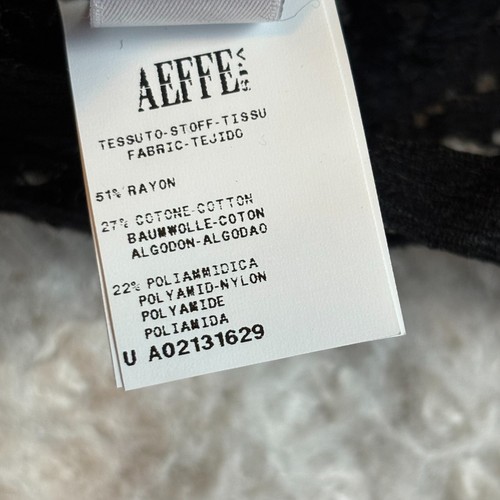 AEFFE SPA
TESSUTO-STOFF-TISSU
FABRIC-TEJIDO
51% RAYON
27% COTONE-COTTON
BAUMWOLLE-COTON
ALGODON-ALGODAO
22% POLIAMMIDICA
POLYAMID-NYLON
POLYAMIDE
POLIAMIDA
U A02131629